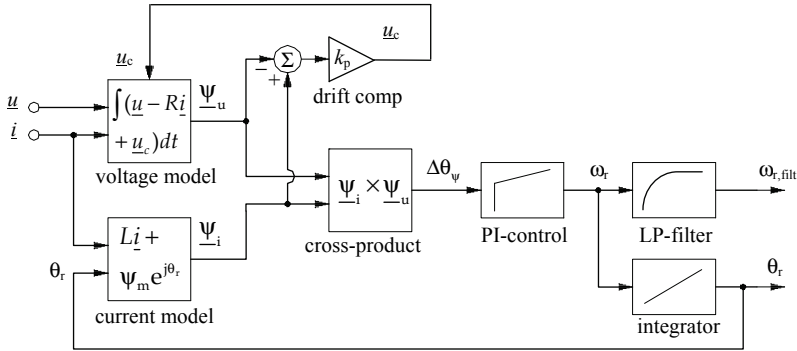 u_c
u_c
− Σ k_p
+
drift comp
u
i
∫(u − Ri
+ u_c)dt
Ψ_u
voltage model
Ψ_i × Ψ_u
cross-product
Δθ_ψ
PI-control
ω_r
LP-filter
ω_r,filt
θ_r
Li +
ψ_m e^jθ_r
Ψ_i
current model
integrator
θ_r